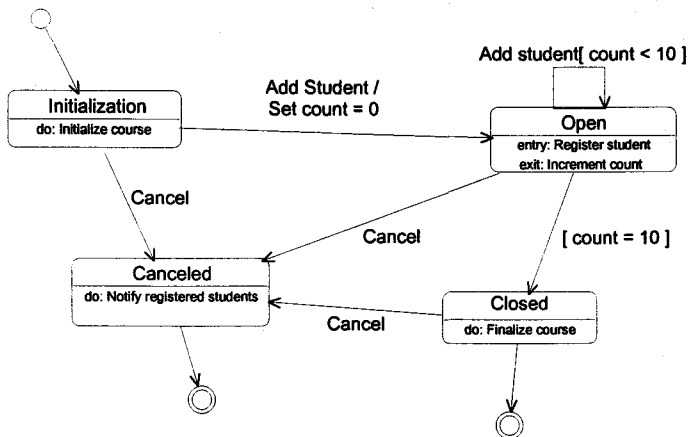 Add student[ count < 10 ]
Add Student /
Set count = 0
Initialization
do: Initialize course
Open
entry: Register student
exit: Increment count
Cancel
Cancel
[ count = 10 ]
Canceled
do: Notify registered students
Closed
do: Finalize course
Cancel